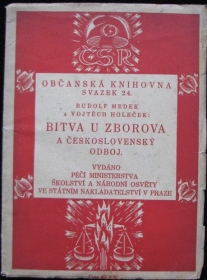 ČSR
OBČANSKÁ KNIHOVNA
SVAZEK 24.
RUDOLF MEDEK
A VOJTĚCH HOLEČEK:
BITVA U ZBOROVA
A ČESKOSLOVENSKÝ
ODBOJ.
VYDÁNO
PÉČÍ MINISTERSTVA
ŠKOLSTVÍ A NÁRODNÍ OSVĚTY
VE STÁTNÍM NAKLADATELSTVÍ V PRAZE